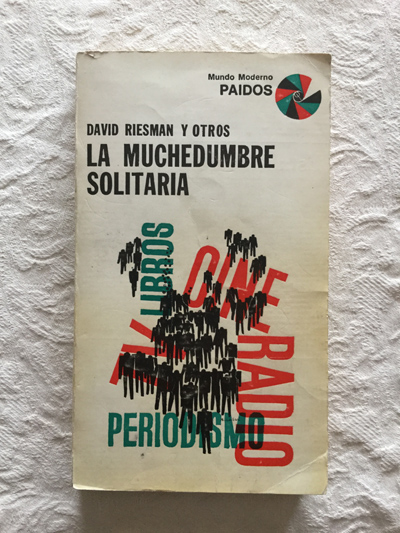 Mundo Moderno
PAIDOS
DAVID RIESMAN Y OTROS
LA MUCHEDUMBRE
SOLITARIA
LIBROS
CINE-RADIO
TV
PERIODISMO